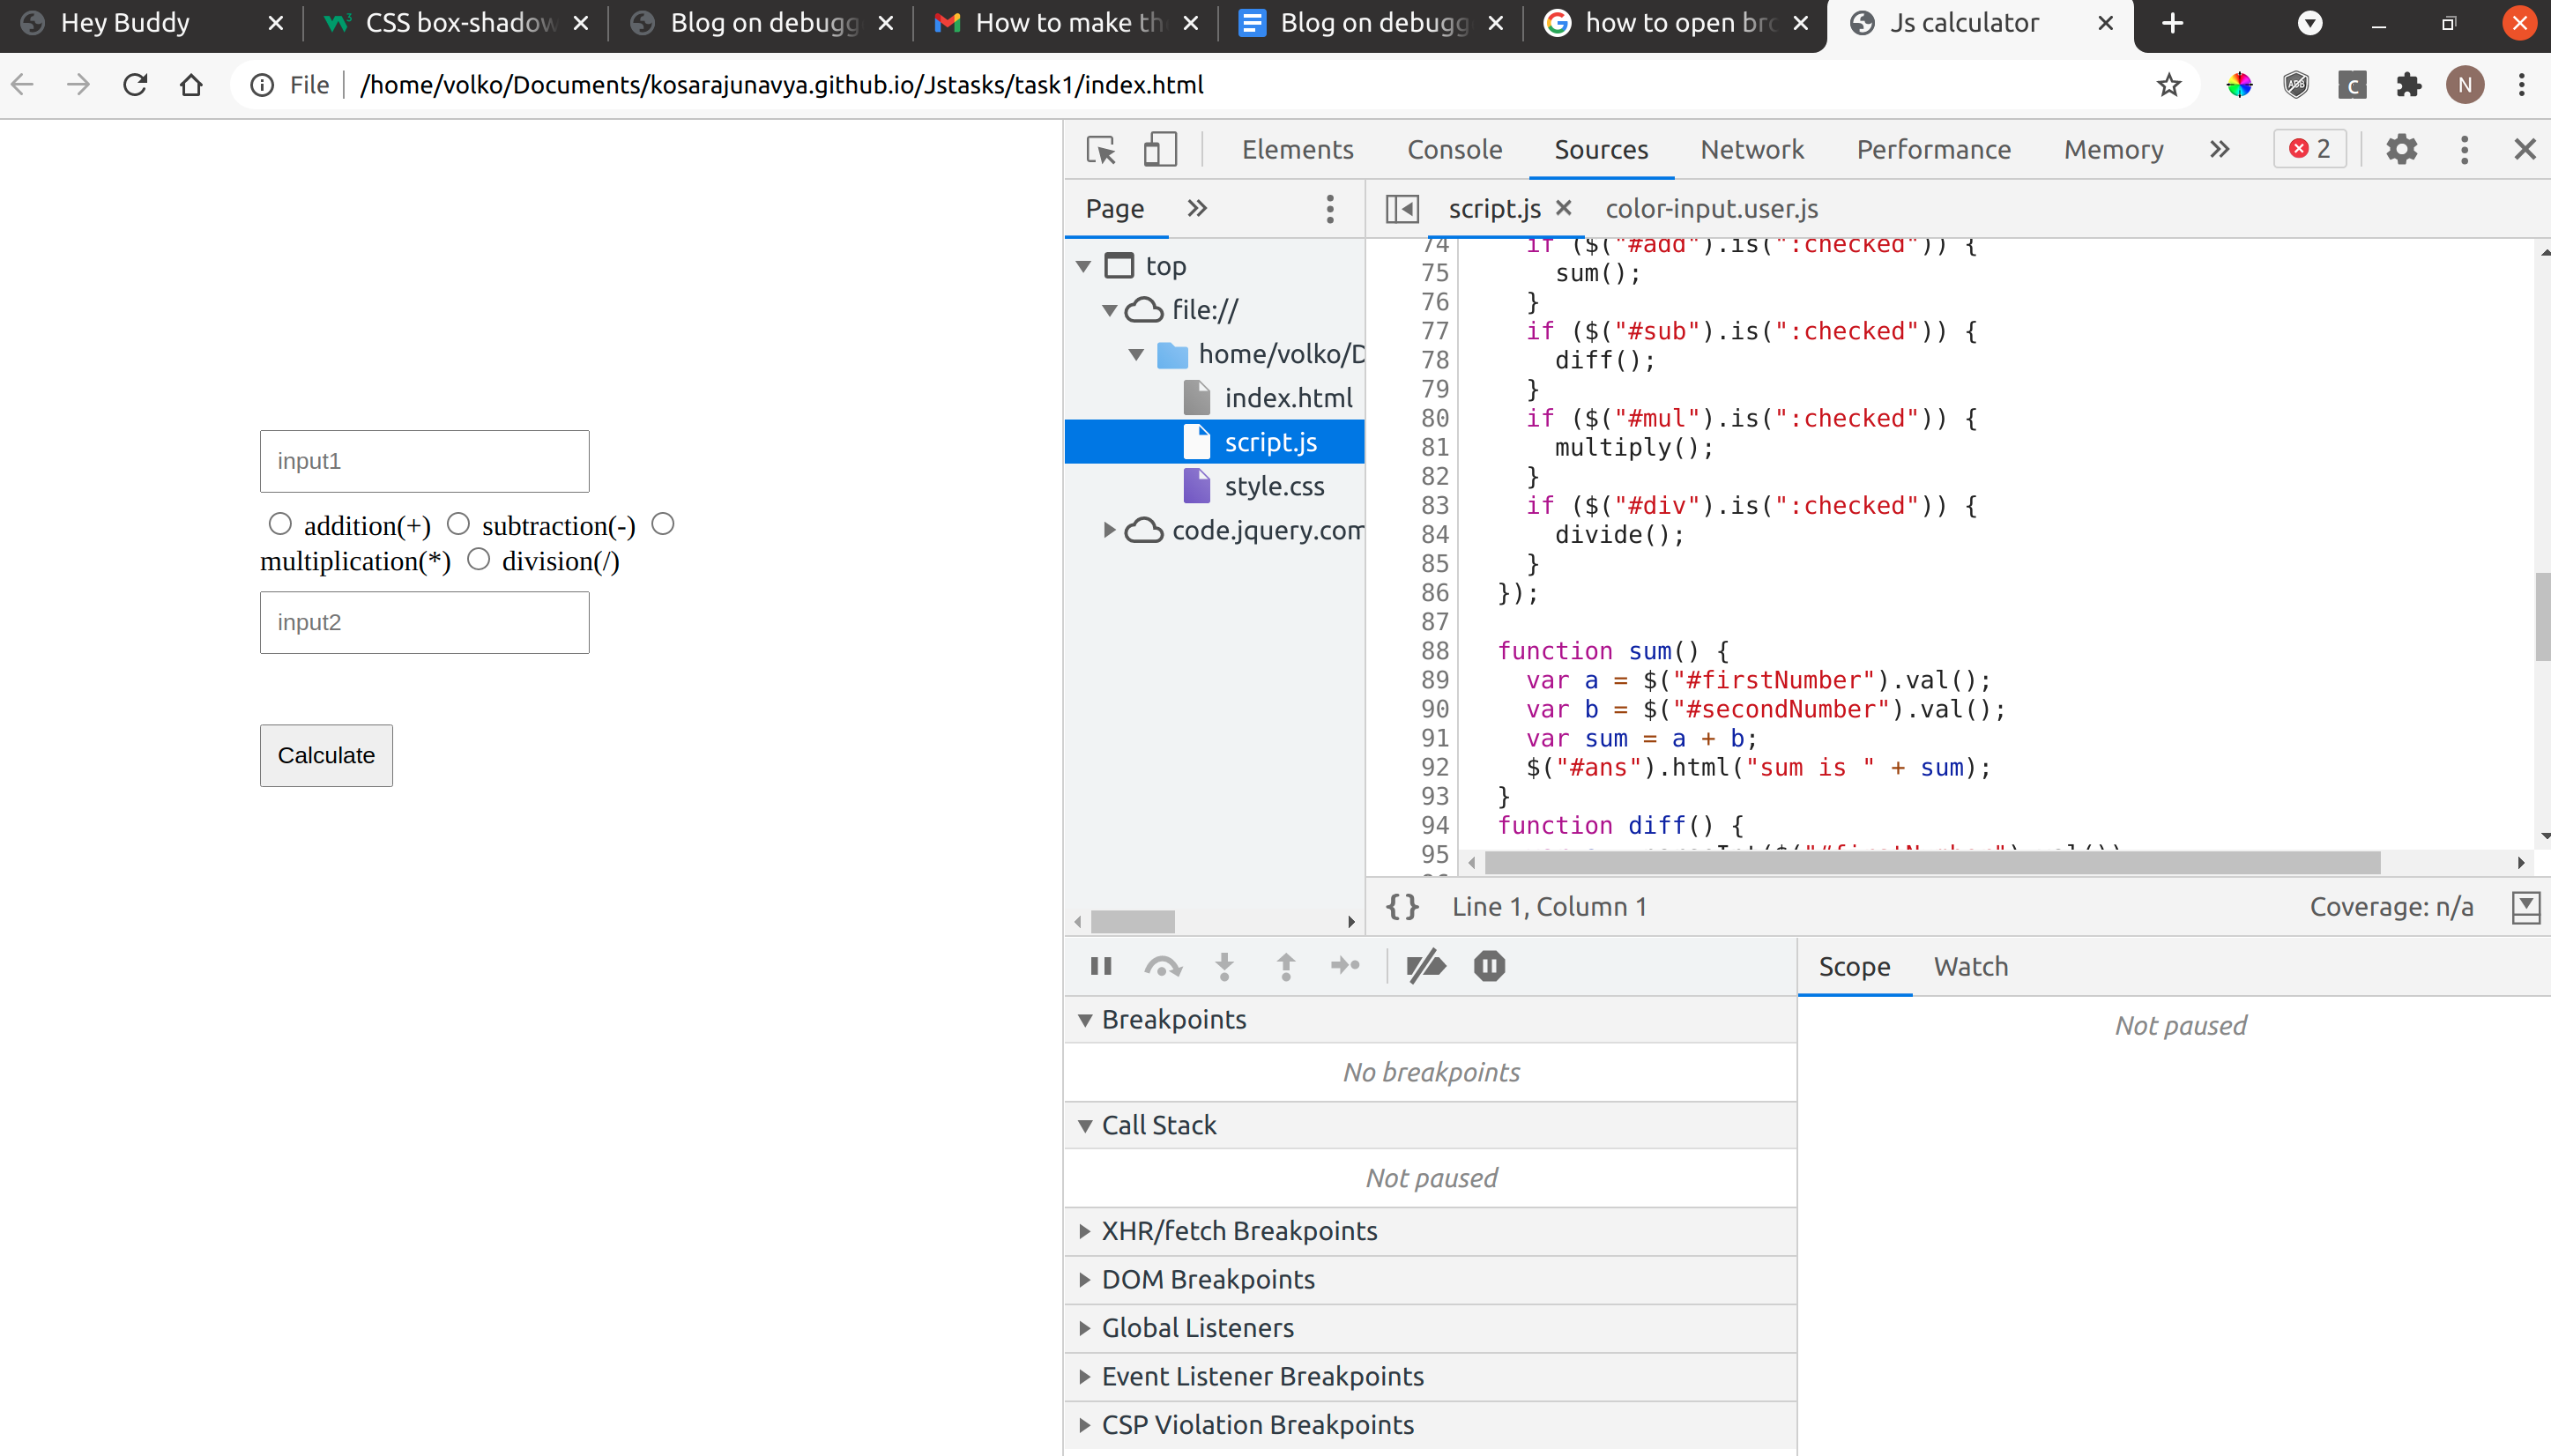 Hey Buddy
CSS box-shadow
Blog on debugg
How to make th
Blog on debugg
how to open bro
Js calculator
File
/home/volko/Documents/kosarajunavya.github.io/Jstasks/task1/index.html
N
Elements Console Sources Network Performance Memory 2
Page
script.js color-input.user.js
top
file://
home/volko/D
index.html
script.js
style.css
code.jquery.com
input1
addition(+) subtraction(-)
multiplication(*) division(/)
input2
Calculate
74 if ($("#add").is(":checked")) {
75 sum();
76 }
77 if ($("#sub").is(":checked")) {
78 diff();
79 }
80 if ($("#mul").is(":checked")) {
81 multiply();
82 }
83 if ($("#div").is(":checked")) {
84 divide();
85 }
86 });
87
88 function sum() {
89 var a = $("#firstNumber").val();
90 var b = $("#secondNumber").val();
91 var sum = a + b;
92 $("#ans").html("sum is " + sum);
93 }
94 function diff() {
95
{} Line 1, Column 1 Coverage: n/a
Scope Watch
Not paused
Breakpoints
No breakpoints
Call Stack
Not paused
XHR/fetch Breakpoints
DOM Breakpoints
Global Listeners
Event Listener Breakpoints
CSP Violation Breakpoints